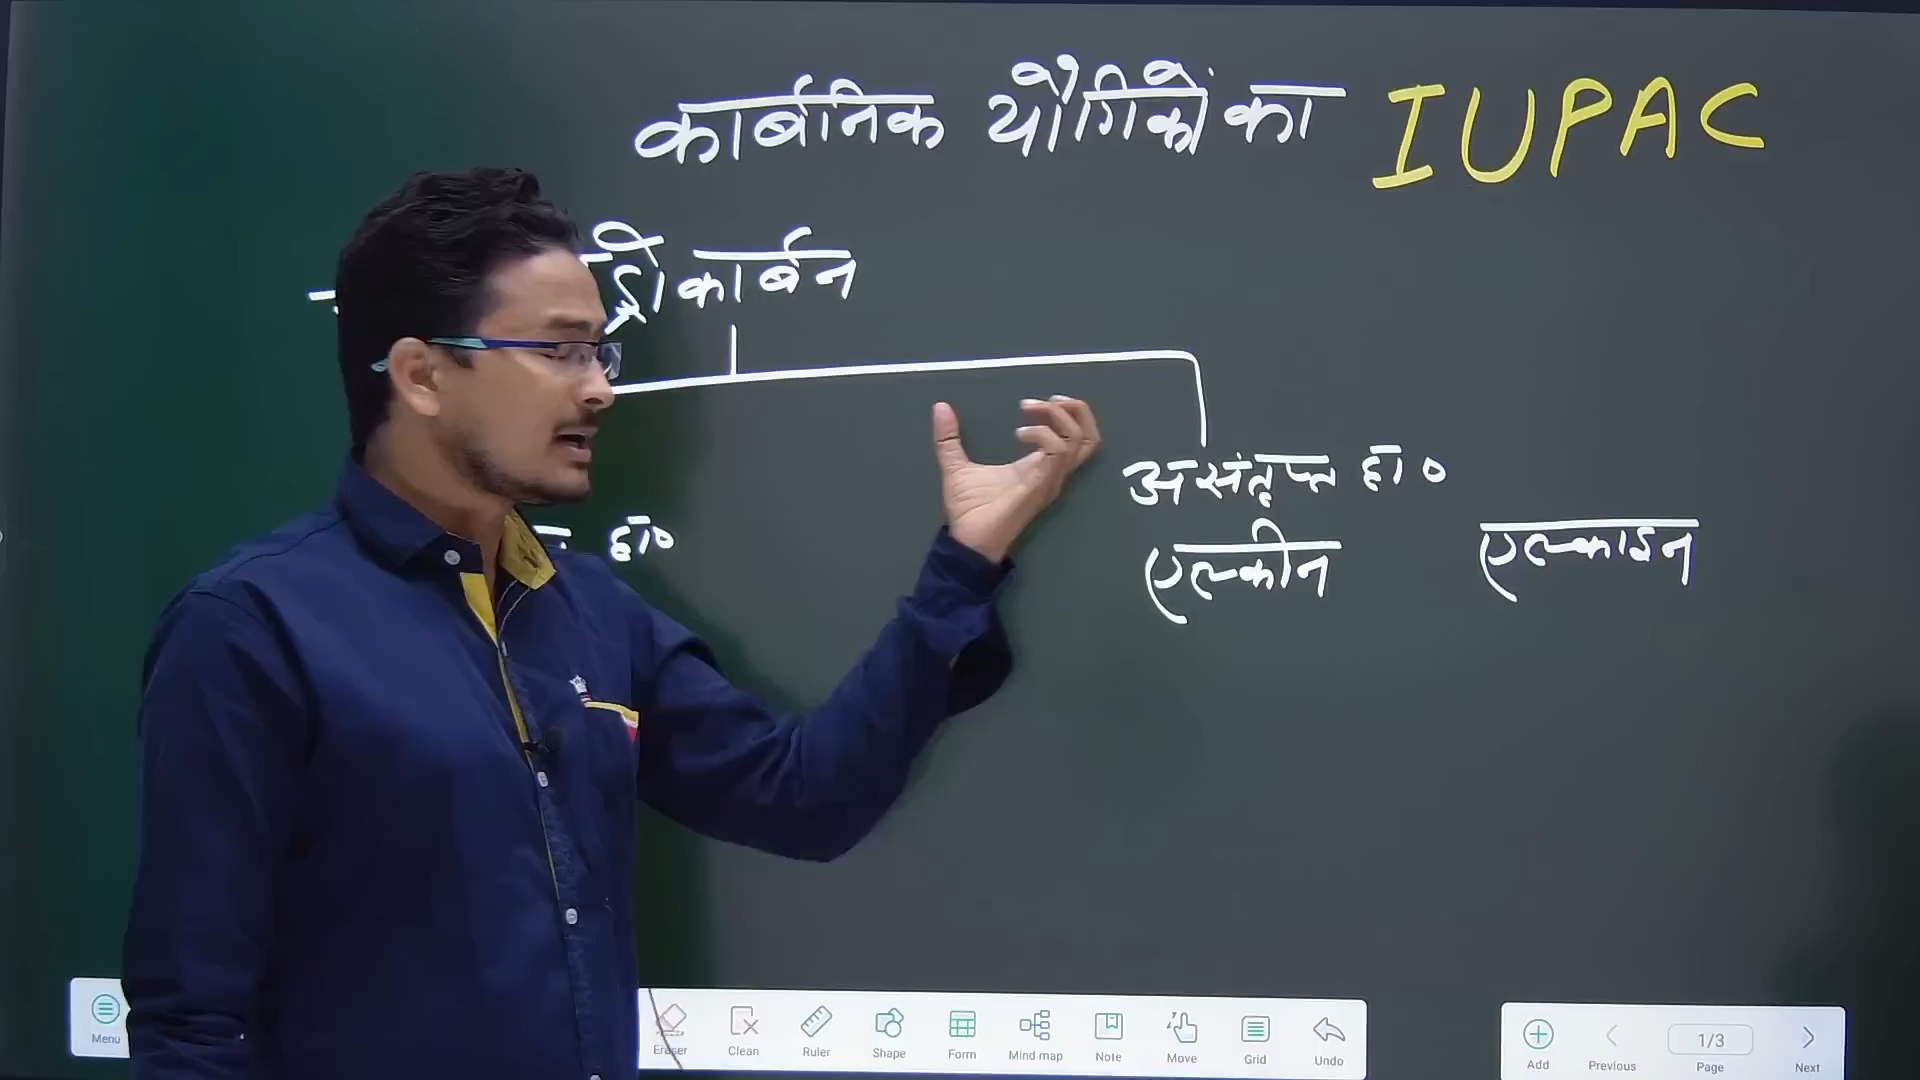 कार्बनिक यौगिकों का IUPAC
ड्रोकार्बन
असंतृप्त हा०
हा०
एल्कीन एल्काइन
Menu
Eraser Clean Ruler Shape Form Mind map Note Move Grid Undo
1/3
Add Previous Page Next